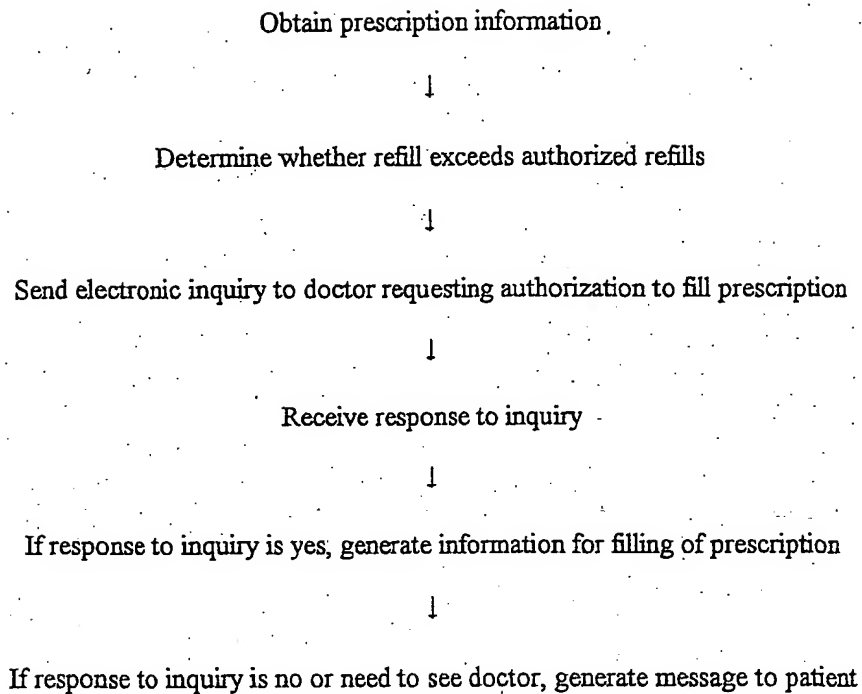 Obtain prescription information
↓
Determine whether refill exceeds authorized refills
↓
Send electronic inquiry to doctor requesting authorization to fill prescription
↓
Receive response to inquiry
↓
If response to inquiry is yes, generate information for filling of prescription
↓
If response to inquiry is no or need to see doctor, generate message to patient